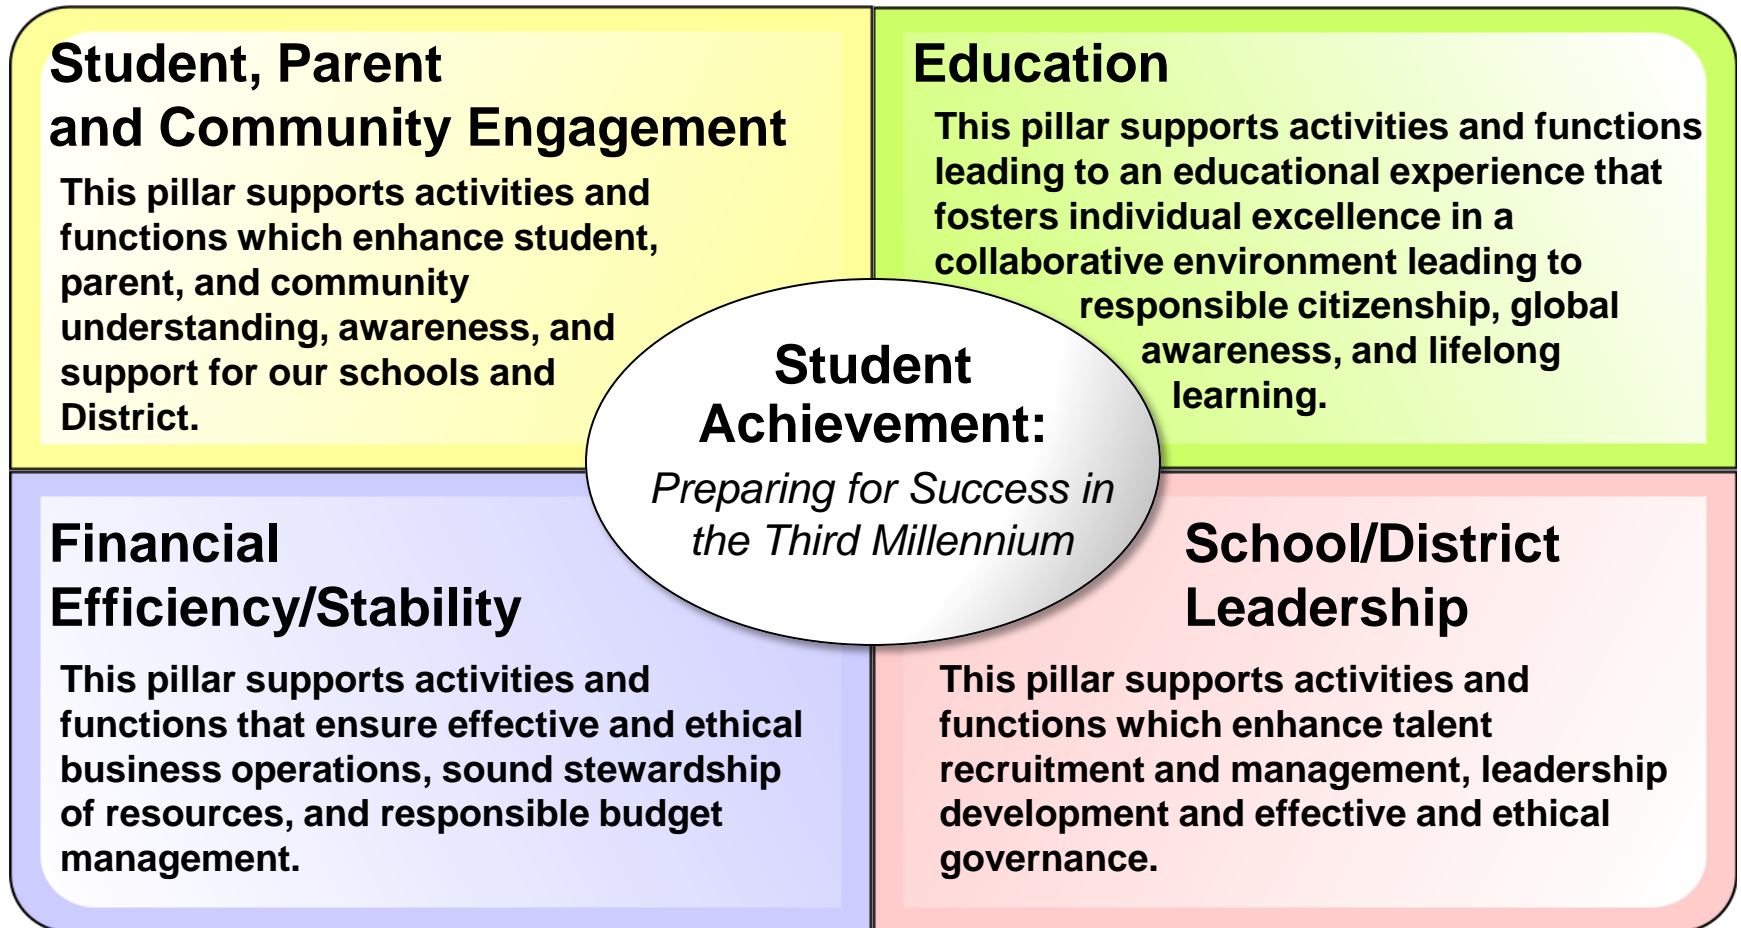 Student, Parent
and Community Engagement
This pillar supports activities and
functions which enhance student,
parent, and community
understanding, awareness, and
support for our schools and
District.
Education
This pillar supports activities and functions
leading to an educational experience that
fosters individual excellence in a
collaborative environment leading to
responsible citizenship, global
awareness, and lifelong
learning.
Student
Achievement:
Preparing for Success in
the Third Millennium
Financial
Efficiency/Stability
This pillar supports activities and
functions that ensure effective and ethical
business operations, sound stewardship
of resources, and responsible budget
management.
School/District
Leadership
This pillar supports activities and
functions which enhance talent
recruitment and management, leadership
development and effective and ethical
governance.